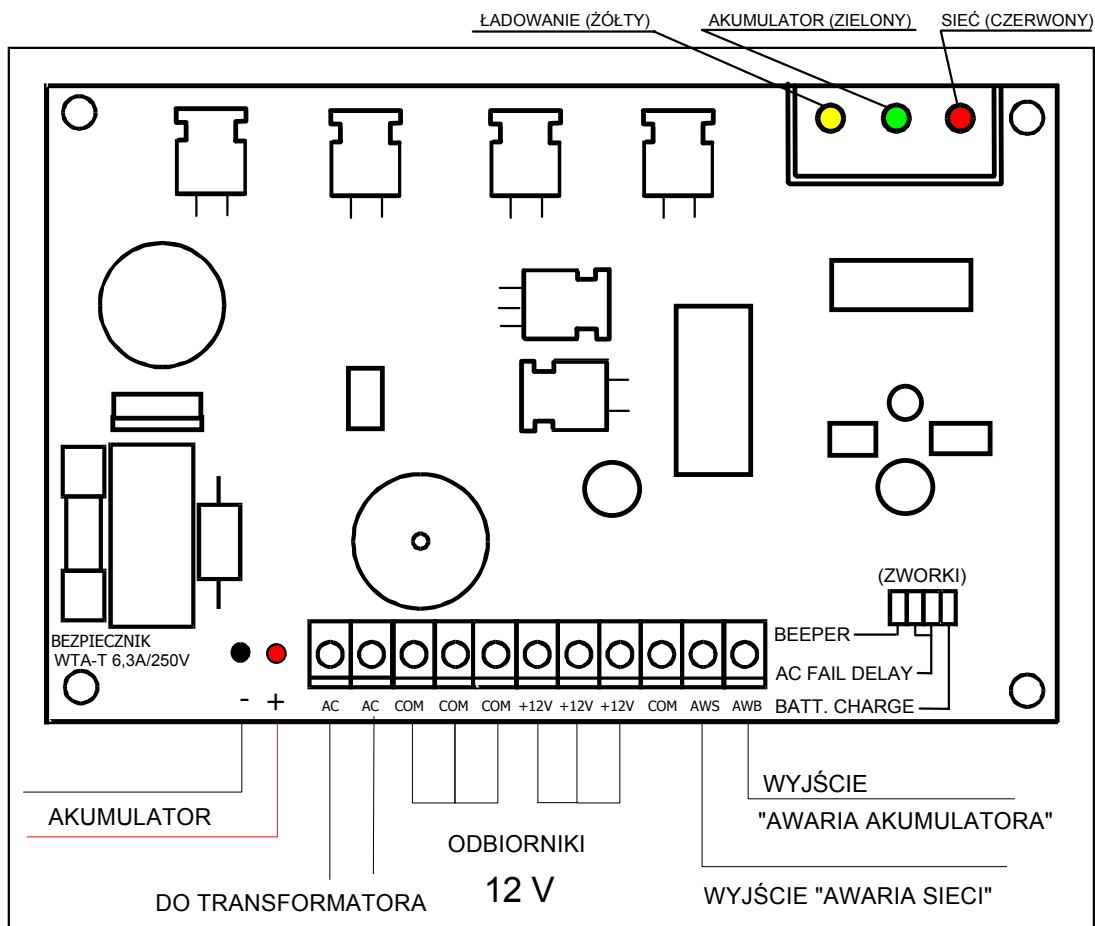 ŁADOWANIE (ŻÓŁTY) AKUMULATOR (ZIELONY) SIEĆ (CZERWONY)
(ZWORKI)
BEZPIECZNIK
WTA-T 6,3A/250V
BEEPER
AC FAIL DELAY
BATT. CHARGE
- + AC AC COM COM COM +12V +12V +12V COM AWS AWB
AKUMULATOR
DO TRANSFORMATORA
ODBIORNIKI
12 V
WYJŚCIE
"AWARIA AKUMULATORA"
WYJŚCIE "AWARIA SIECI"